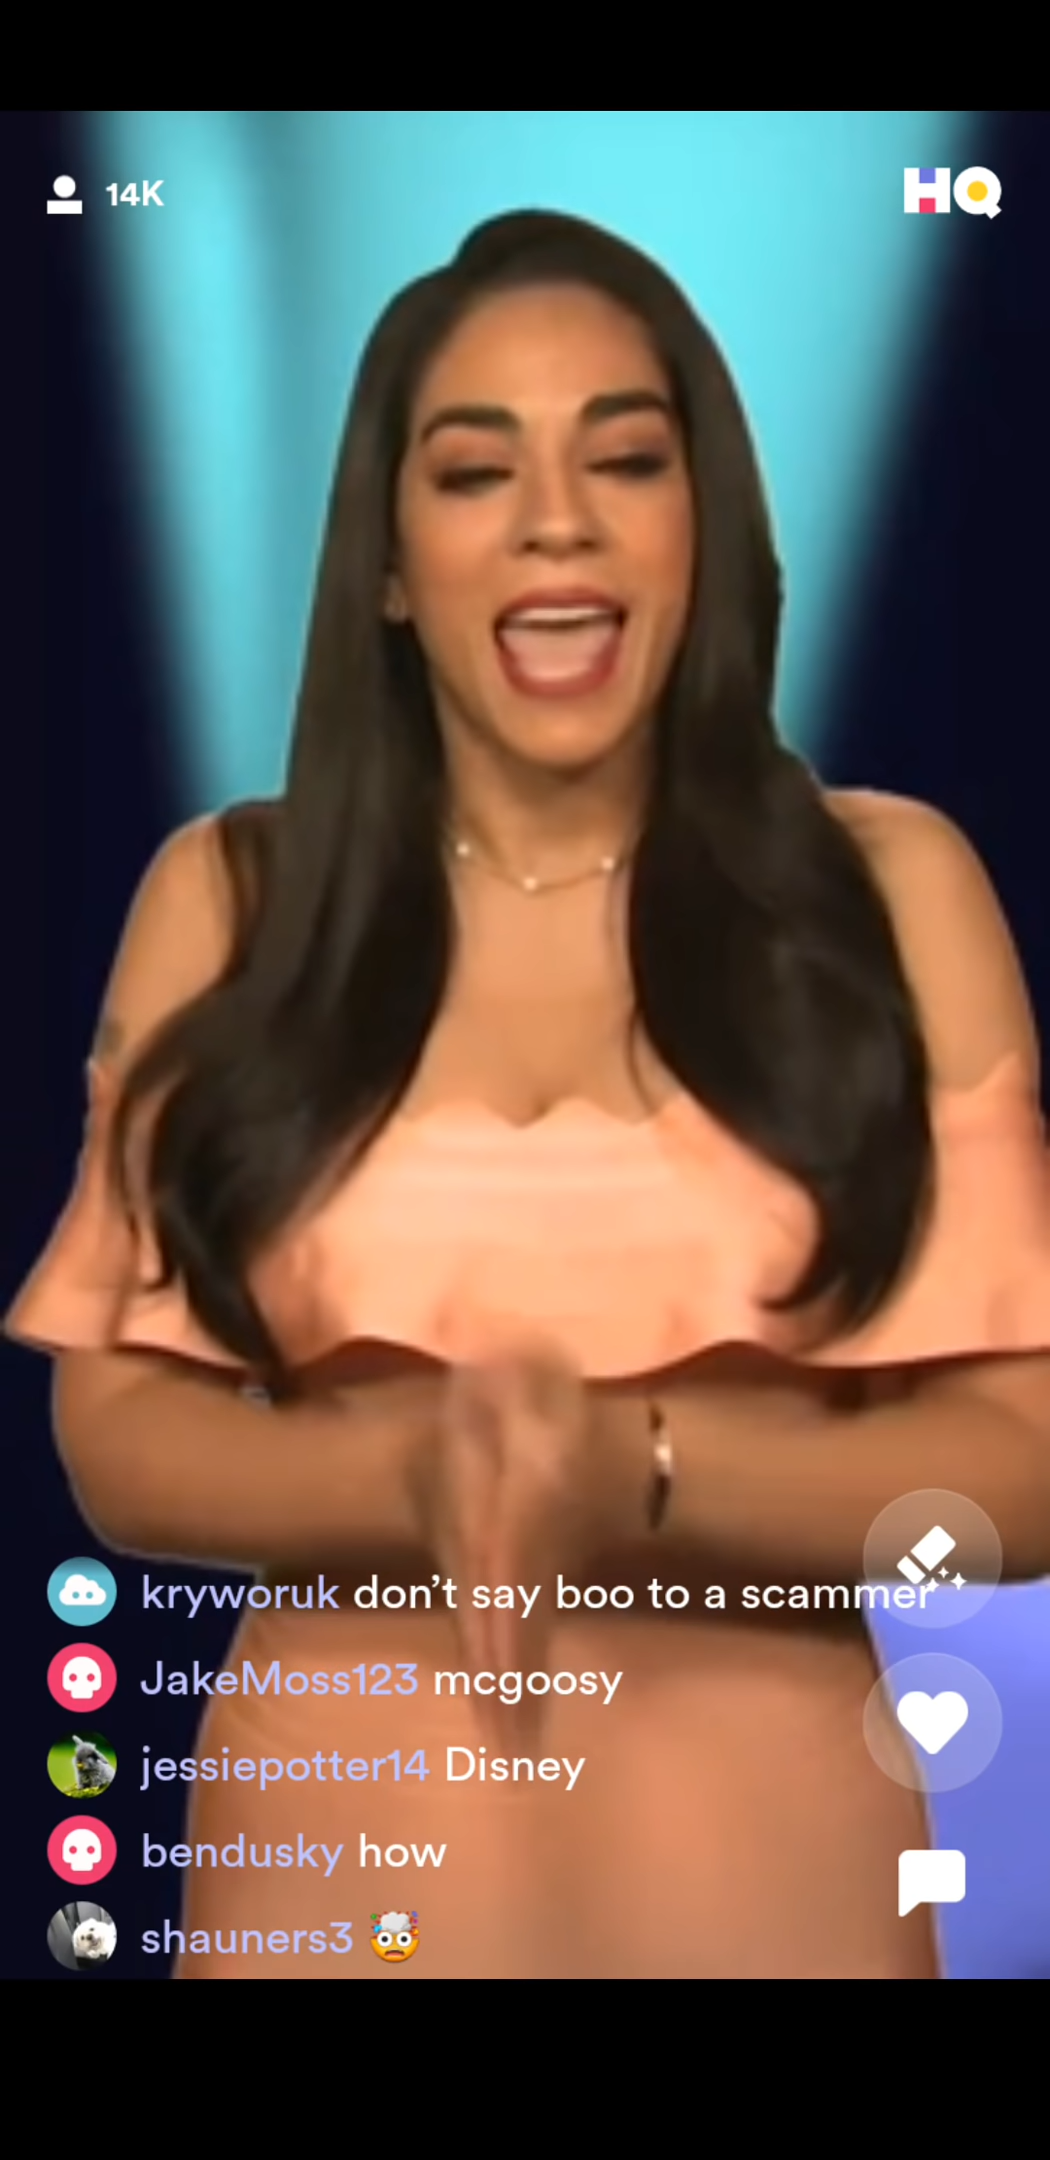 14K
HQ
kryworuk don’t say boo to a scammer
JakeMoss123 mcgoosy
jessiepotter14 Disney
bendusky how
shauners3 🤯